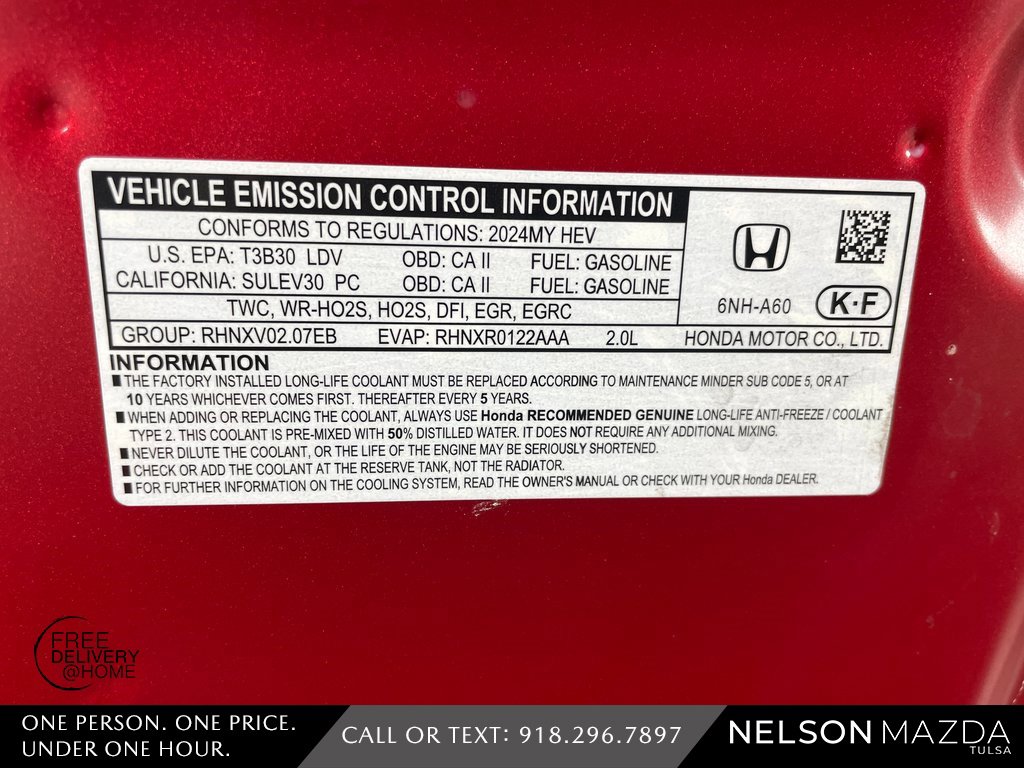 VEHICLE EMISSION CONTROL INFORMATION
CONFORMS TO REGULATIONS: 2024MY HEV
U.S. EPA: T3B30 LDV OBD: CA II FUEL: GASOLINE
CALIFORNIA: SULEV30 PC OBD: CA II FUEL: GASOLINE
TWC, WR-HO2S, HO2S, DFI, EGR, EGRC
6NH-A60 K·F
GROUP: RHNXV02.07EB EVAP: RHNXR0122AAA 2.0L HONDA MOTOR CO., LTD.
INFORMATION
■ THE FACTORY INSTALLED LONG-LIFE COOLANT MUST BE REPLACED ACCORDING TO MAINTENANCE MINDER SUB CODE 5, OR AT
10 YEARS WHICHEVER COMES FIRST. THEREAFTER EVERY 5 YEARS.
■ WHEN ADDING OR REPLACING THE COOLANT, ALWAYS USE Honda RECOMMENDED GENUINE LONG-LIFE ANTI-FREEZE / COOLANT
TYPE 2. THIS COOLANT IS PRE-MIXED WITH 50% DISTILLED WATER. IT DOES NOT REQUIRE ANY ADDITIONAL MIXING.
■ NEVER DILUTE THE COOLANT, OR THE LIFE OF THE ENGINE MAY BE SERIOUSLY SHORTENED.
■ CHECK OR ADD THE COOLANT AT THE RESERVE TANK, NOT THE RADIATOR.
■ FOR FURTHER INFORMATION ON THE COOLING SYSTEM, READ THE OWNER'S MANUAL OR CHECK WITH YOUR Honda DEALER.
FREE
DELIVERY
@HOME
ONE PERSON. ONE PRICE.
UNDER ONE HOUR.
CALL OR TEXT: 918.296.7897
NELSON MAZDA
TULSA